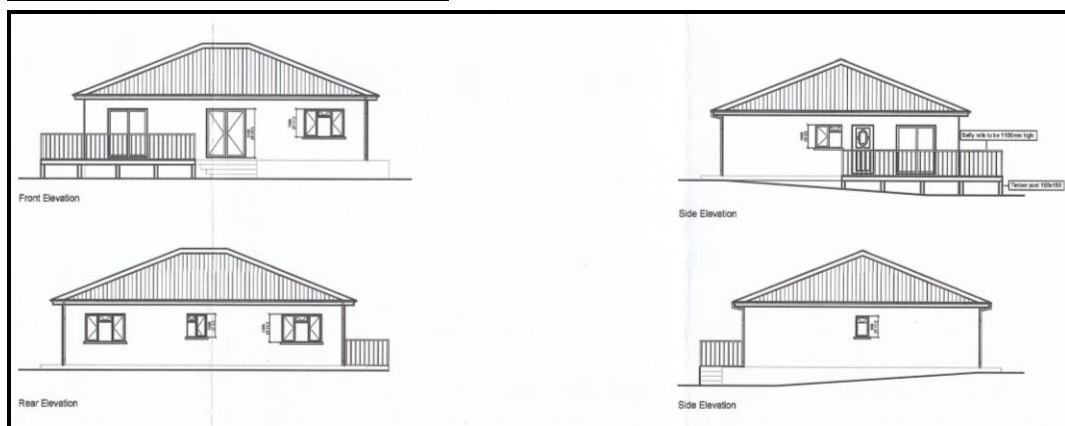 Front Elevation
Safty rails to be 1100mm high
Timber post 100x100
Side Elevation
Rear Elevation
Side Elevation